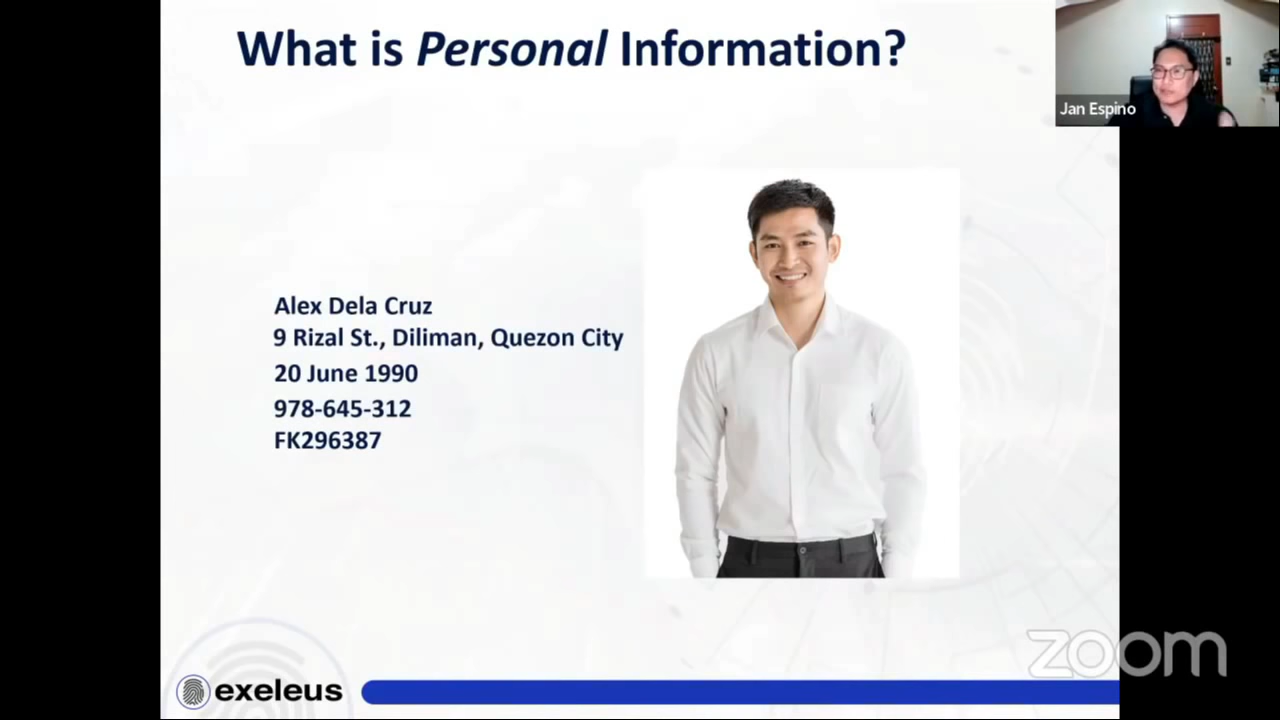 What is Personal Information?
Jan Espino
Alex Dela Cruz
9 Rizal St., Diliman, Quezon City
20 June 1990
978-645-312
FK296387
zoom
exeleus